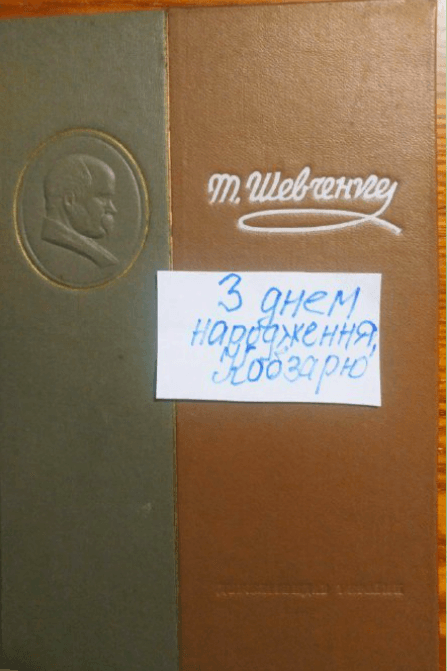 Т. Шевченко
З днем
народження,
Кобзарю